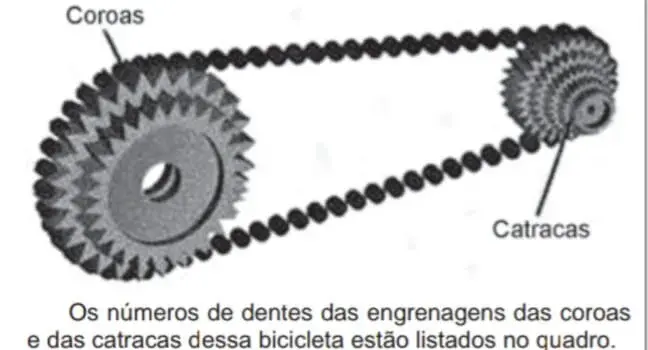 Coroas
Catracas
Os números de dentes das engrenagens das coroas
e das catracas dessa bicicleta estão listados no quadro.